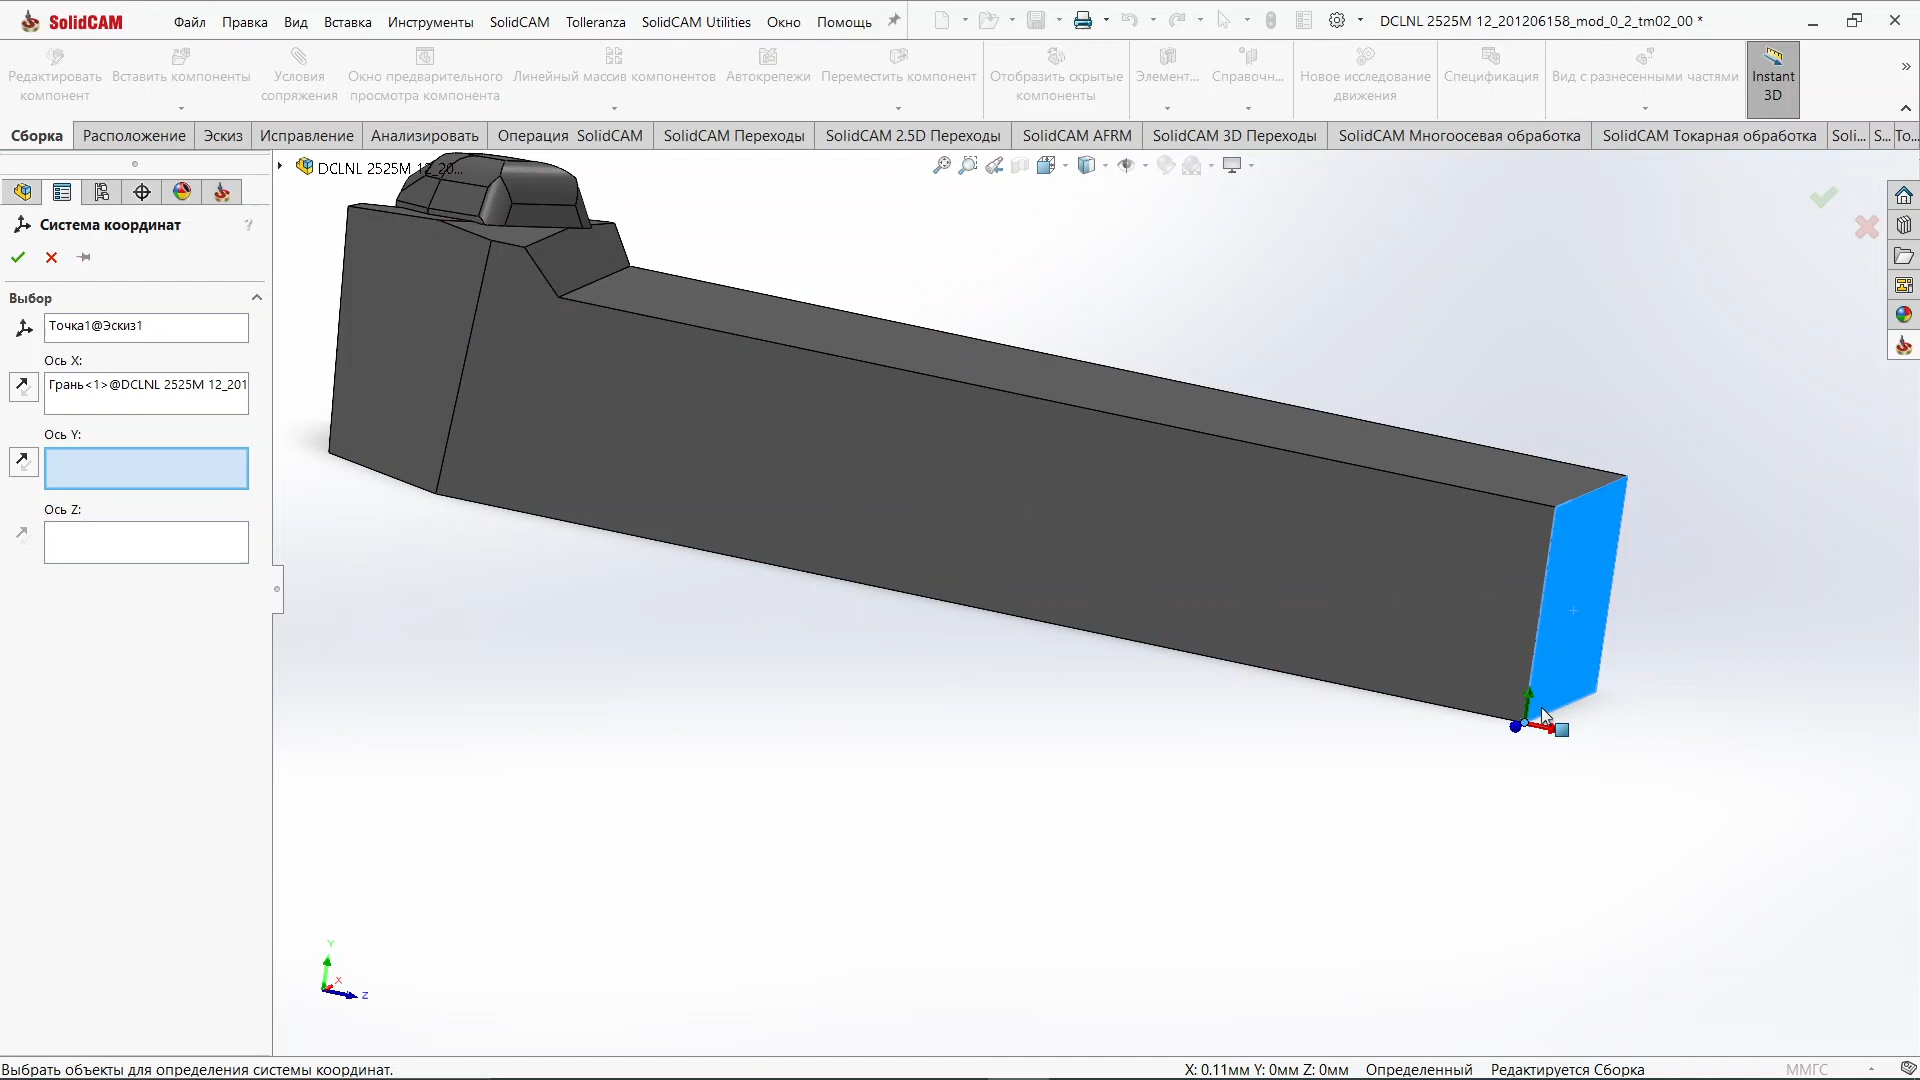 SolidCAM
Файл
Правка
Вид
Вставка
Инструменты
SolidCAM
Tolleranza
SolidCAM Utilities
Окно
Помощь
DCLNL 2525M 12_201206158_mod_0_2_tm02_00 *
Редактировать компонент
Вставить компоненты
Условия сопряжения
Окно предварительного просмотра компонента
Линейный массив компонентов
Автокрепежи
Переместить компонент
Отобразить скрытые компоненты
Элемент...
Справочн...
Новое исследование движения
Спецификация
Вид с разнесенными частями
Instant 3D
Сборка
Расположение
Эскиз
Исправление
Анализировать
Операция SolidCAM
SolidCAM Переходы
SolidCAM 2.5D Переходы
SolidCAM AFRM
SolidCAM 3D Переходы
SolidCAM Многоосевая обработка
SolidCAM Токарная обработка
Soli...
S...
To...
DCLNL 2525M 12_20...
Система координат
?
Выбор
Точка1@Эскиз1
Ось X:
Грань<1>@DCLNL 2525M 12_201
Ось Y:
Ось Z:
Y
X
Z
Выбрать объекты для определения системы координат.
X: 0.11мм Y: 0мм Z: 0мм
Определенный
Редактируется Сборка
ММГС